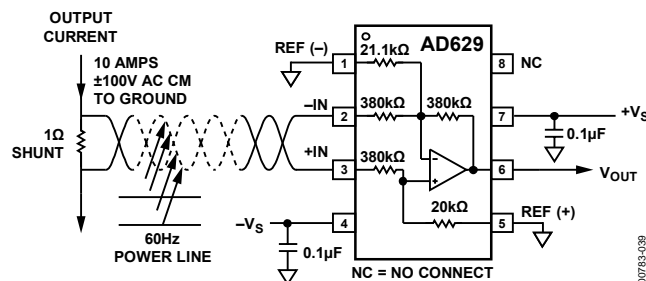 OUTPUT
CURRENT
10 AMPS
±100V AC CM
TO GROUND
1Ω
SHUNT
60Hz
POWER LINE
REF (–)
1
21.1kΩ
AD629
8
NC
–IN
2
380kΩ
380kΩ
7
+VS
0.1µF
+IN
3
380kΩ
–
+
6
VOUT
–VS
4
20kΩ
5
REF (+)
0.1µF
NC = NO CONNECT
00783-039